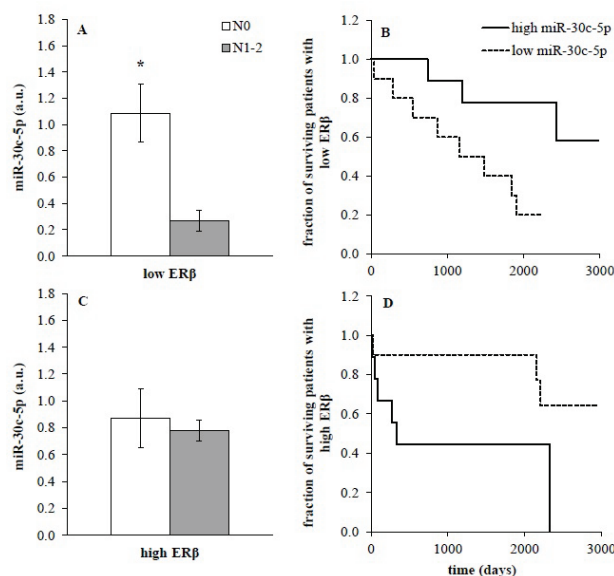 A
N0
N1-2
*
miR-30c-5p (a.u.)
1.8
1.6
1.4
1.2
1.0
0.8
0.6
0.4
0.2
0.0
low ERβ
B
high miR-30c-5p
low miR-30c-5p
fraction of surviving patients with
low ERβ
1.2
1.0
0.8
0.6
0.4
0.2
0 1000 2000 3000
C
miR-30c-5p (a.u.)
1.8
1.6
1.4
1.2
1.0
0.8
0.6
0.4
0.2
0.0
high ERβ
D
fraction of surviving patients with
high ERβ
1.2
1.0
0.8
0.6
0.4
0.2
0.0
0 1000 2000 3000
time (days)